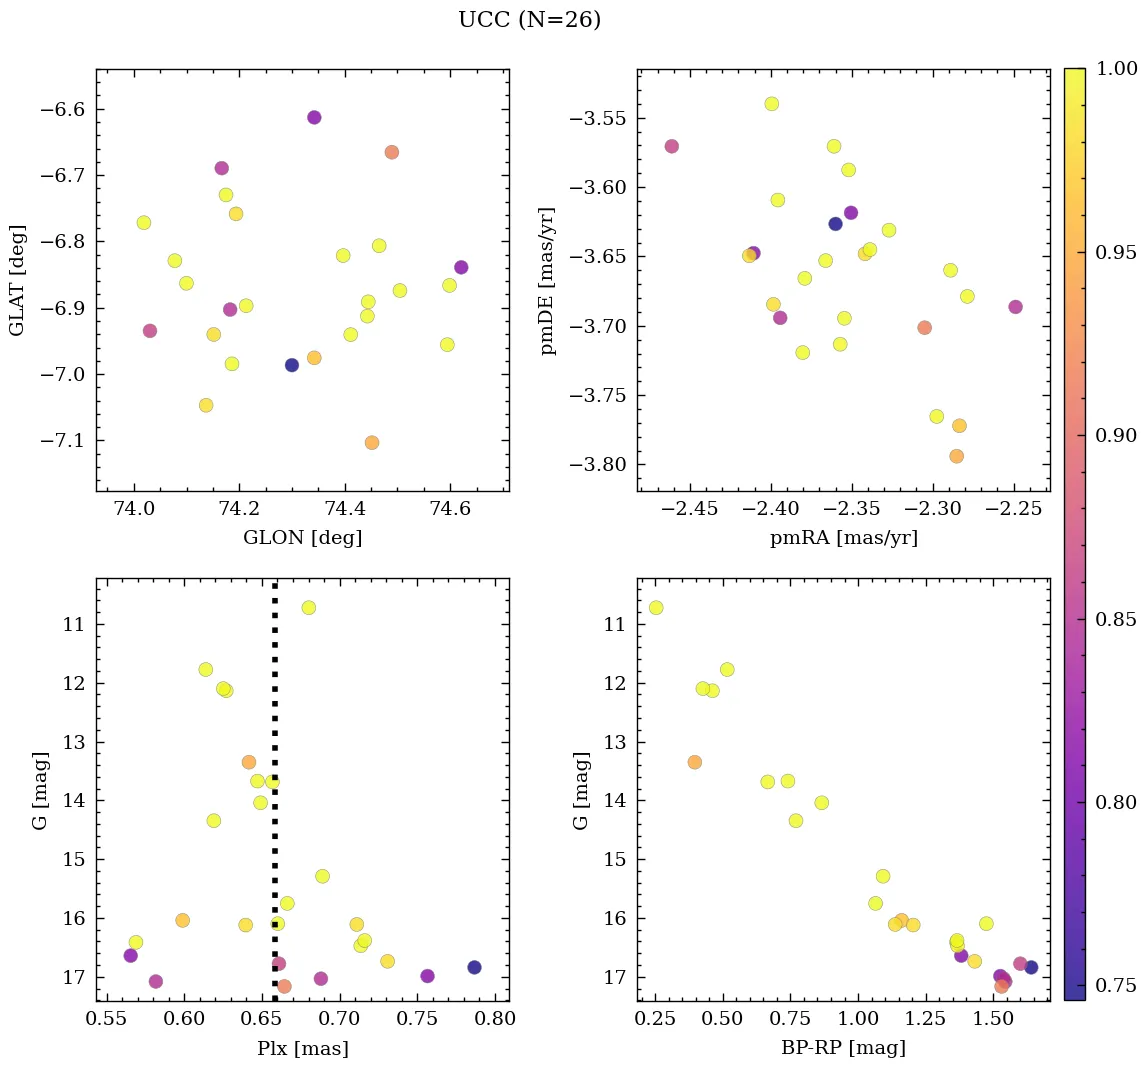 UCC (N=26)
−6.6
−6.7
−6.8
−6.9
−7.0
−7.1
GLAT [deg]
74.0 74.2 74.4 74.6
GLON [deg]
−3.55
−3.60
−3.65
−3.70
−3.75
−3.80
pmDE [mas/yr]
−2.45 −2.40 −2.35 −2.30 −2.25
pmRA [mas/yr]
1.00
0.95
0.90
0.85
0.80
0.75
11
12
13
14
15
16
17
G [mag]
0.55 0.60 0.65 0.70 0.75 0.80
Plx [mas]
11
12
13
14
15
16
17
G [mag]
0.25 0.50 0.75 1.00 1.25 1.50
BP-RP [mag]